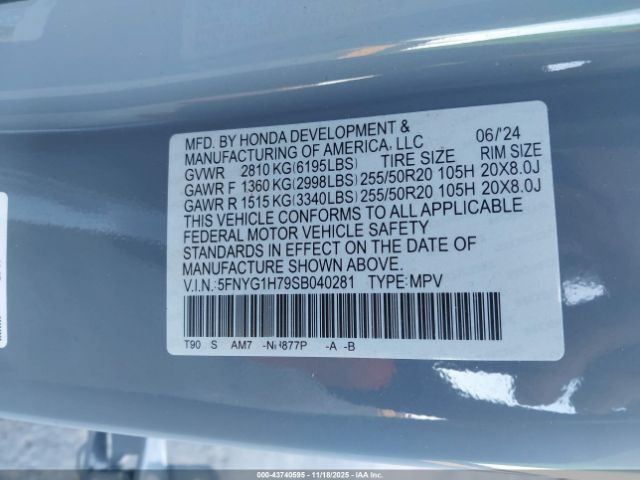 MFD. BY HONDA DEVELOPMENT & 06/'24
MANUFACTURING OF AMERICA, LLC
GVWR 2810 KG(6195LBS) TIRE SIZE RIM SIZE
GAWR F 1360 KG(2998LBS) 255/50R20 105H 20X8.0J
GAWR R 1515 KG(3340LBS) 255/50R20 105H 20X8.0J
THIS VEHICLE CONFORMS TO ALL APPLICABLE
FEDERAL MOTOR VEHICLE SAFETY
STANDARDS IN EFFECT ON THE DATE OF
MANUFACTURE SHOWN ABOVE.
V.I.N.: 5FNYG1H79SB040281 TYPE: MPV
T90 S AM7 -A -B
000-43740595 - 11/18/2025 - IAA Inc.